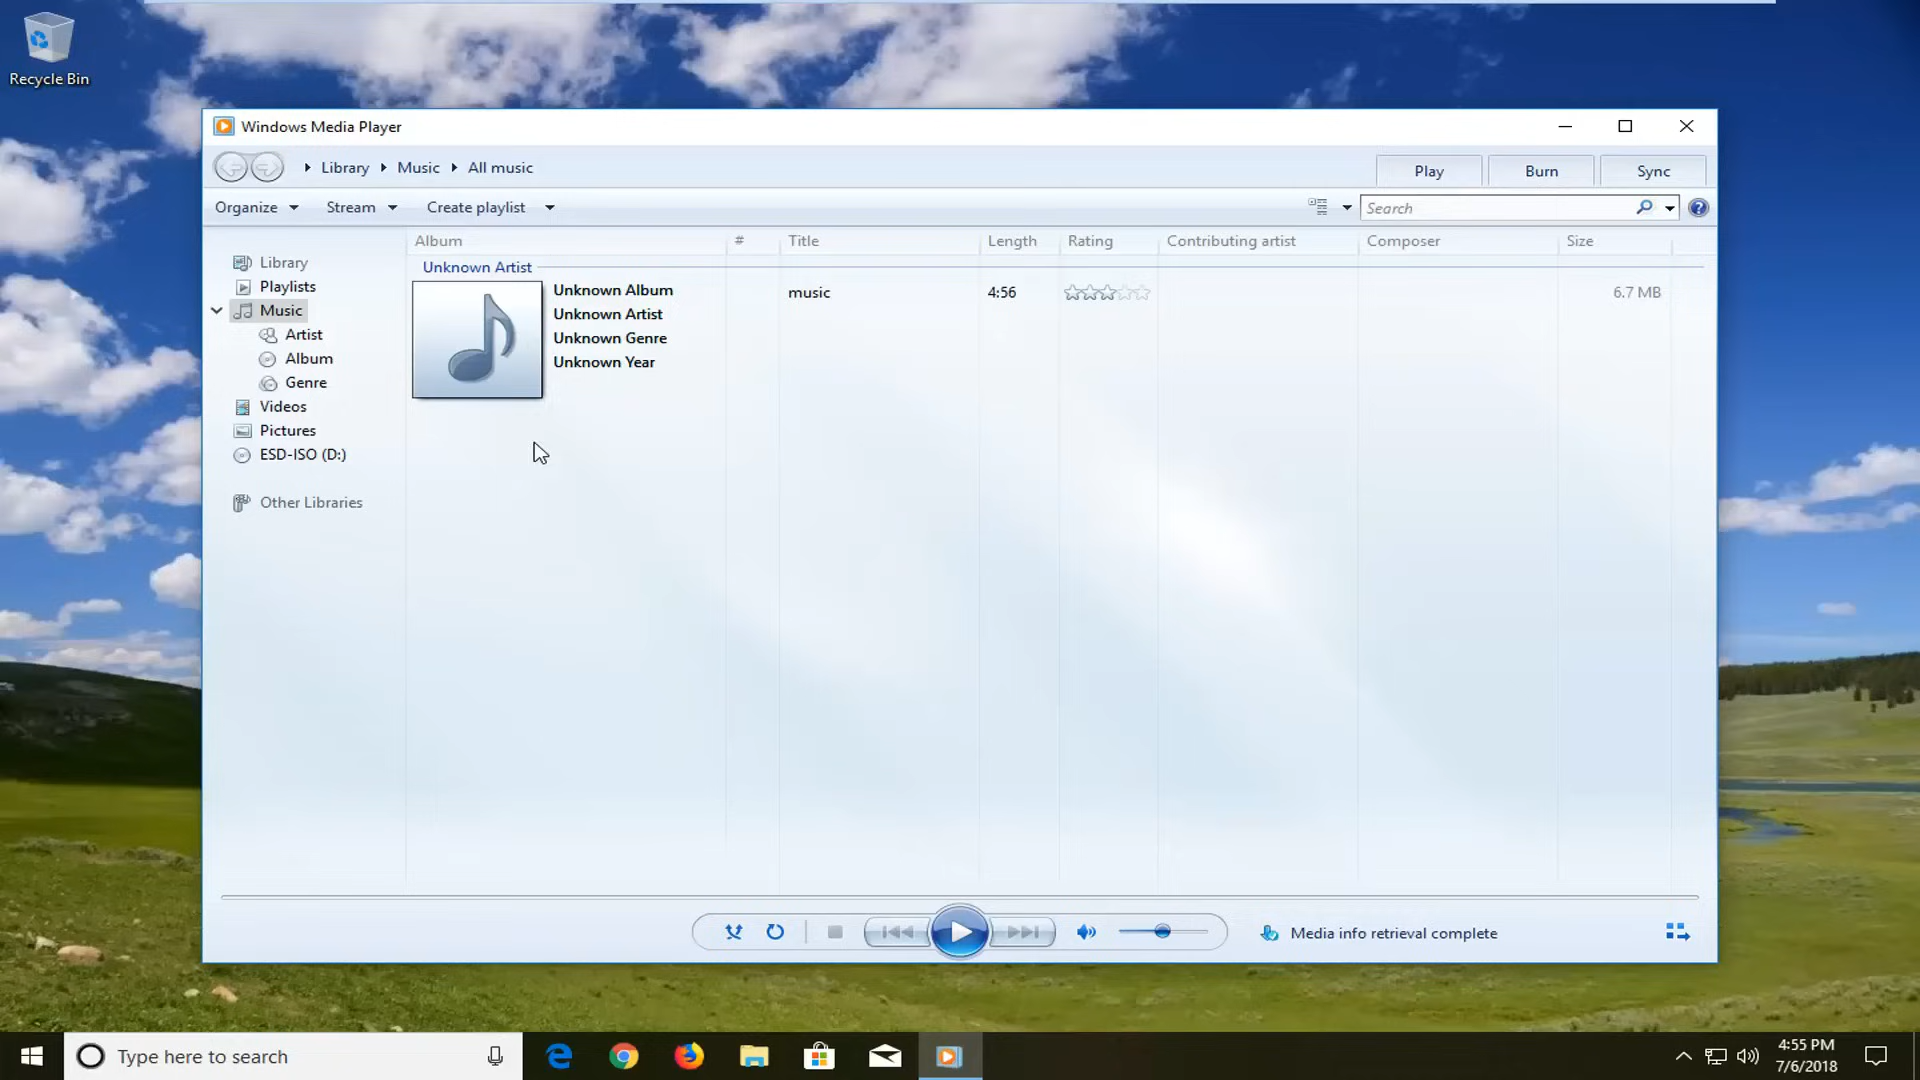 Recycle Bin
Windows Media Player
Library Music All music
Play Burn Sync
Organize Stream Create playlist
Search
Album # Title Length Rating Contributing artist Composer Size
Library
Playlists
Music
Artist
Album
Genre
Videos
Pictures
ESD-ISO (D:)
Other Libraries
Unknown Artist
Unknown Album music 4:56 6.7 MB
Unknown Artist
Unknown Genre
Unknown Year
Media info retrieval complete
Type here to search
4:55 PM
7/6/2018